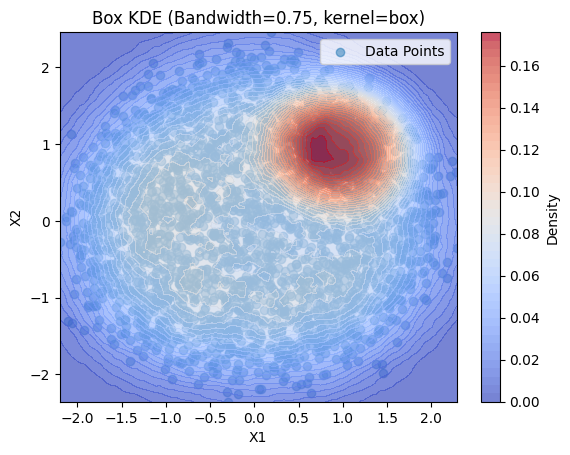 Box KDE (Bandwidth=0.75, kernel=box)
Data Points
2
1
0
−1
−2
X2
−2.0 −1.5 −1.0 −0.5 0.0 0.5 1.0 1.5 2.0
X1
0.16
0.14
0.12
0.10
0.08
0.06
0.04
0.02
0.00
Density